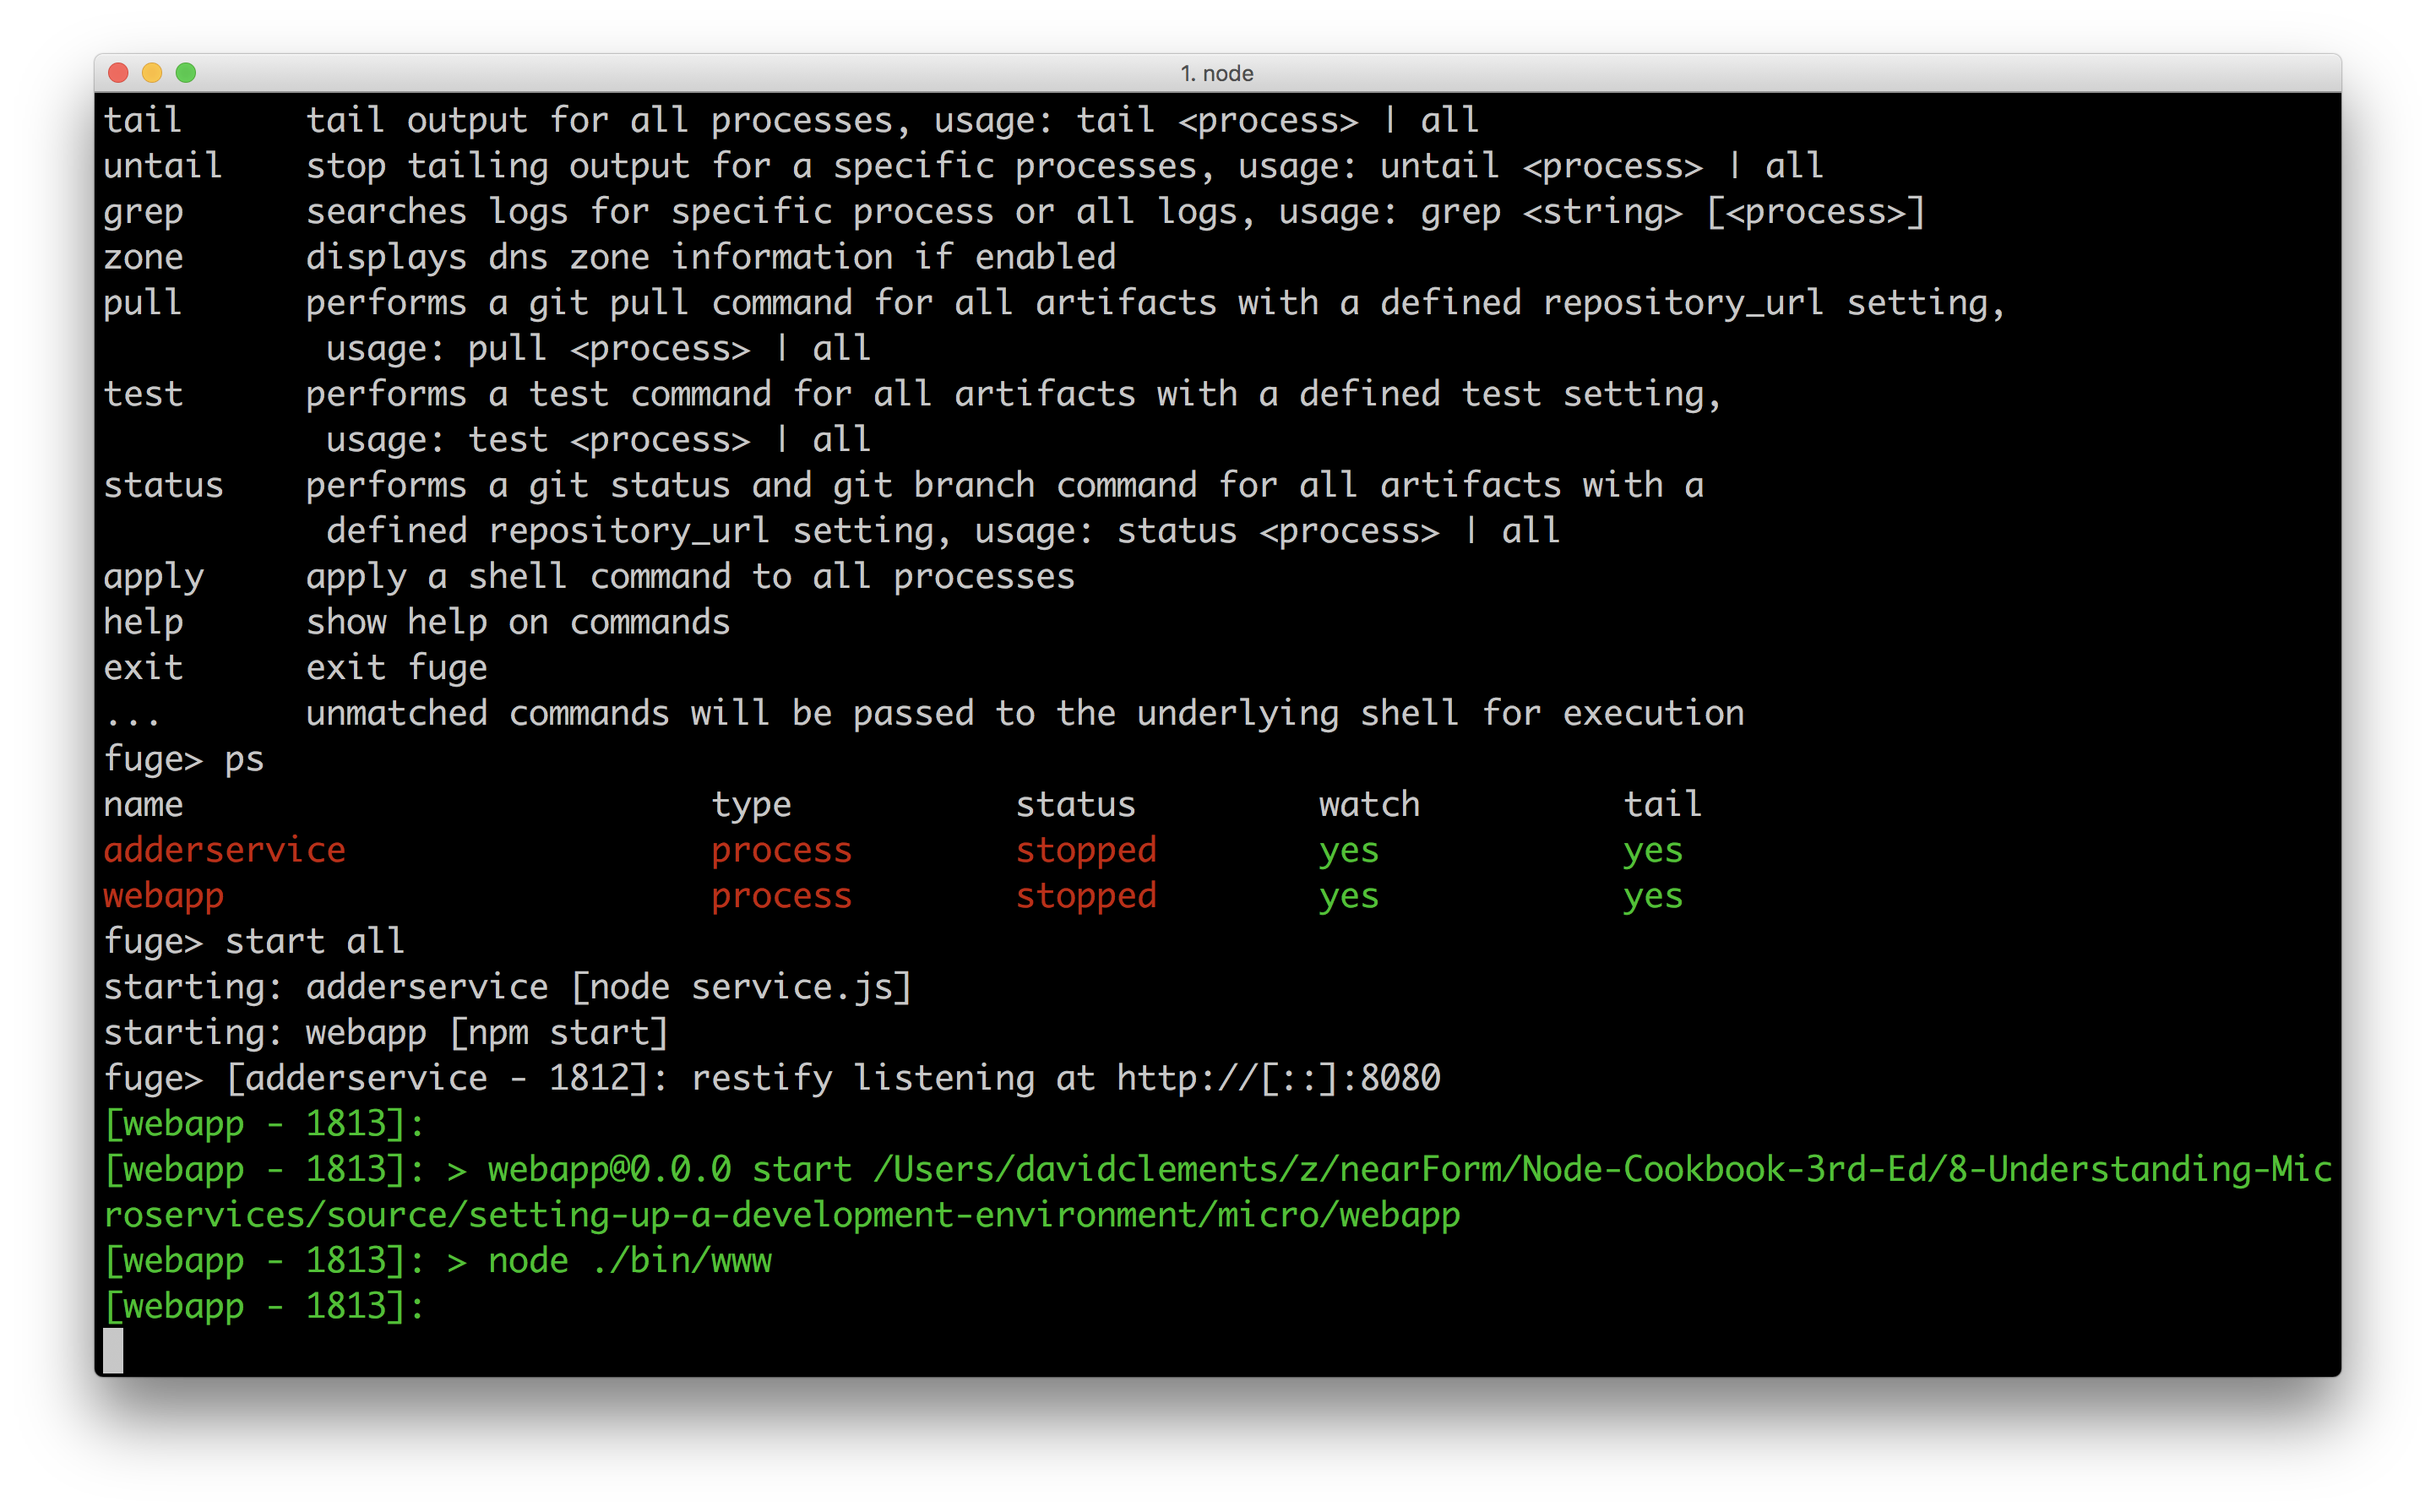 1. node
tail      tail output for all processes, usage: tail <process> | all
untail    stop tailing output for a specific processes, usage: untail <process> | all
grep      searches logs for specific process or all logs, usage: grep <string> [<process>]
zone      displays dns zone information if enabled
pull      performs a git pull command for all artifacts with a defined repository_url setting,
           usage: pull <process> | all
test      performs a test command for all artifacts with a defined test setting,
           usage: test <process> | all
status    performs a git status and git branch command for all artifacts with a
           defined repository_url setting, usage: status <process> | all
apply     apply a shell command to all processes
help      show help on commands
exit      exit fuge
...       unmatched commands will be passed to the underlying shell for execution
fuge> ps
name                          type           status         watch          tail
adderservice                  process        stopped        yes            yes
webapp                        process        stopped        yes            yes
fuge> start all
starting: adderservice [node service.js]
starting: webapp [npm start]
fuge> [adderservice - 1812]: restify listening at http://[::]:8080
[webapp - 1813]:
[webapp - 1813]: > webapp@0.0.0 start /Users/davidclements/z/nearForm/Node-Cookbook-3rd-Ed/8-Understanding-Mic
roservices/source/setting-up-a-development-environment/micro/webapp
[webapp - 1813]: > node ./bin/www
[webapp - 1813]: